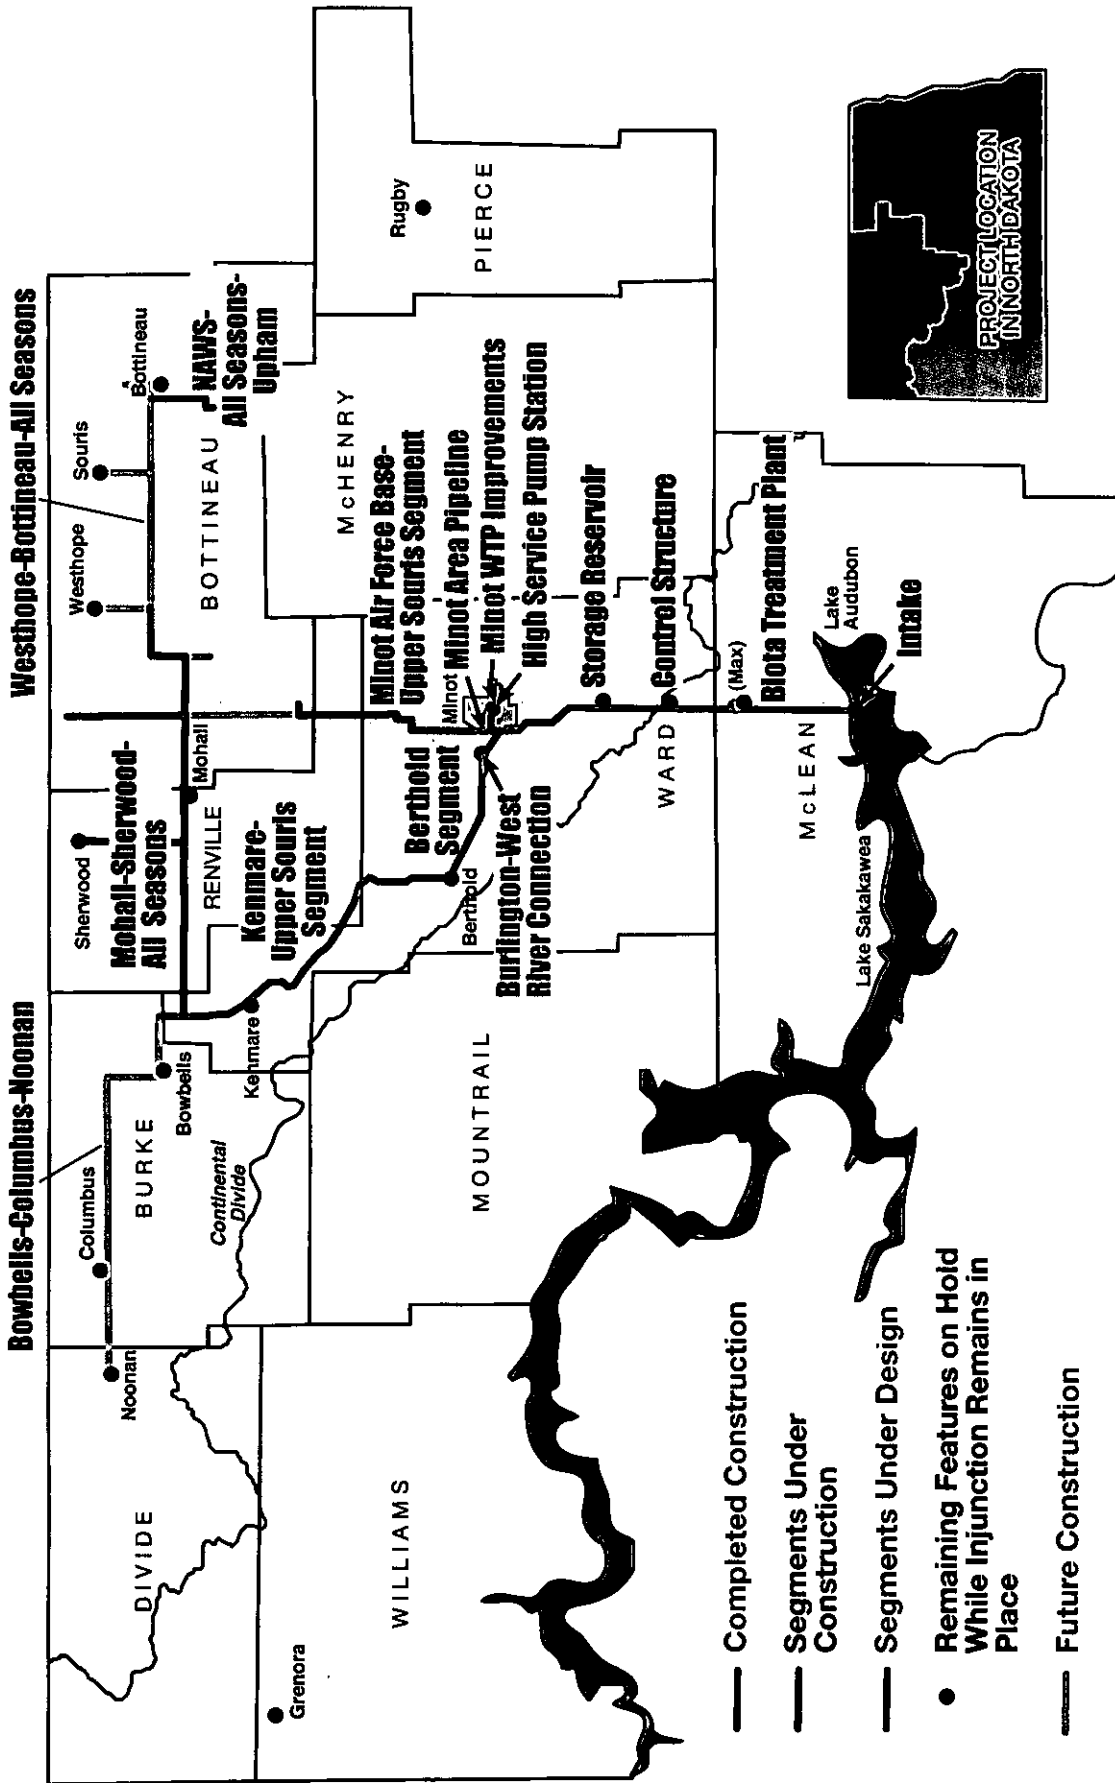 Bowbells-Columbus-Noonan
Westhope-Bottineau-All Seasons
Noonan
Columbus
Bowbells
Sherwood
Mohall-Sherwood-
All Seasons
Mohall
Westhope
Souris
Bottineau
NAWS-
All Seasons-
Upham
DIVIDE
BURKE
RENVILLE
BOTTINEAU
Continental
Divide
Kenmare
Kenmare-
Upper Souris
Segment
Grenora
Rugby
PIERCE
McHENRY
WILLIAMS
MOUNTRAIL
Berthold
Berthold
Segment
Burlington-West
River Connection
Minot Air Force Base-
Upper Souris Segment
Minot
Minot Area Pipeline
Minot WTP Improvements
High Service Pump Station
Storage Reservoir
WARD
Control Structure
(Max)
Biota Treatment Plant
McLEAN
Lake
Audubon
Intake
Lake Sakakawea
Completed Construction
Segments Under
Construction
Segments Under Design
Remaining Features on Hold
While Injunction Remains in
Place
Future Construction
PROJECT LOCATION
IN NORTH DAKOTA